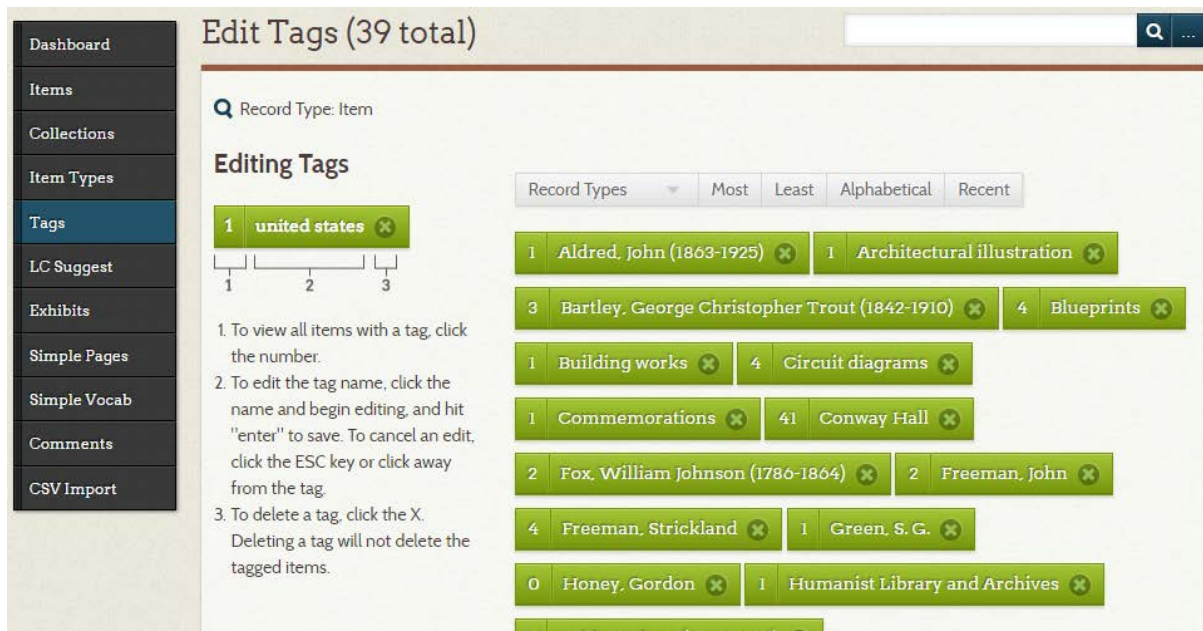 Edit Tags (39 total)
...
Dashboard
Items
Collections
Item Types
Tags
LC Suggest
Exhibits
Simple Pages
Simple Vocab
Comments
CSV Import
Record Type: Item
Editing Tags
1 united states
1 2 3
1. To view all items with a tag, click
the number.
2. To edit the tag name, click the
name and begin editing, and hit
"enter" to save. To cancel an edit,
click the ESC key or click away
from the tag.
3. To delete a tag, click the X.
Deleting a tag will not delete the
tagged items.
Record Types Most Least Alphabetical Recent
1 Aldred, John (1863-1925) 1 Architectural illustration
3 Bartley, George Christopher Trout (1842-1910) 4 Blueprints
1 Building works 4 Circuit diagrams
1 Commemorations 41 Conway Hall
2 Fox, William Johnson (1786-1864) 2 Freeman, John
4 Freeman, Strickland 1 Green, S. G.
0 Honey, Gordon 1 Humanist Library and Archives